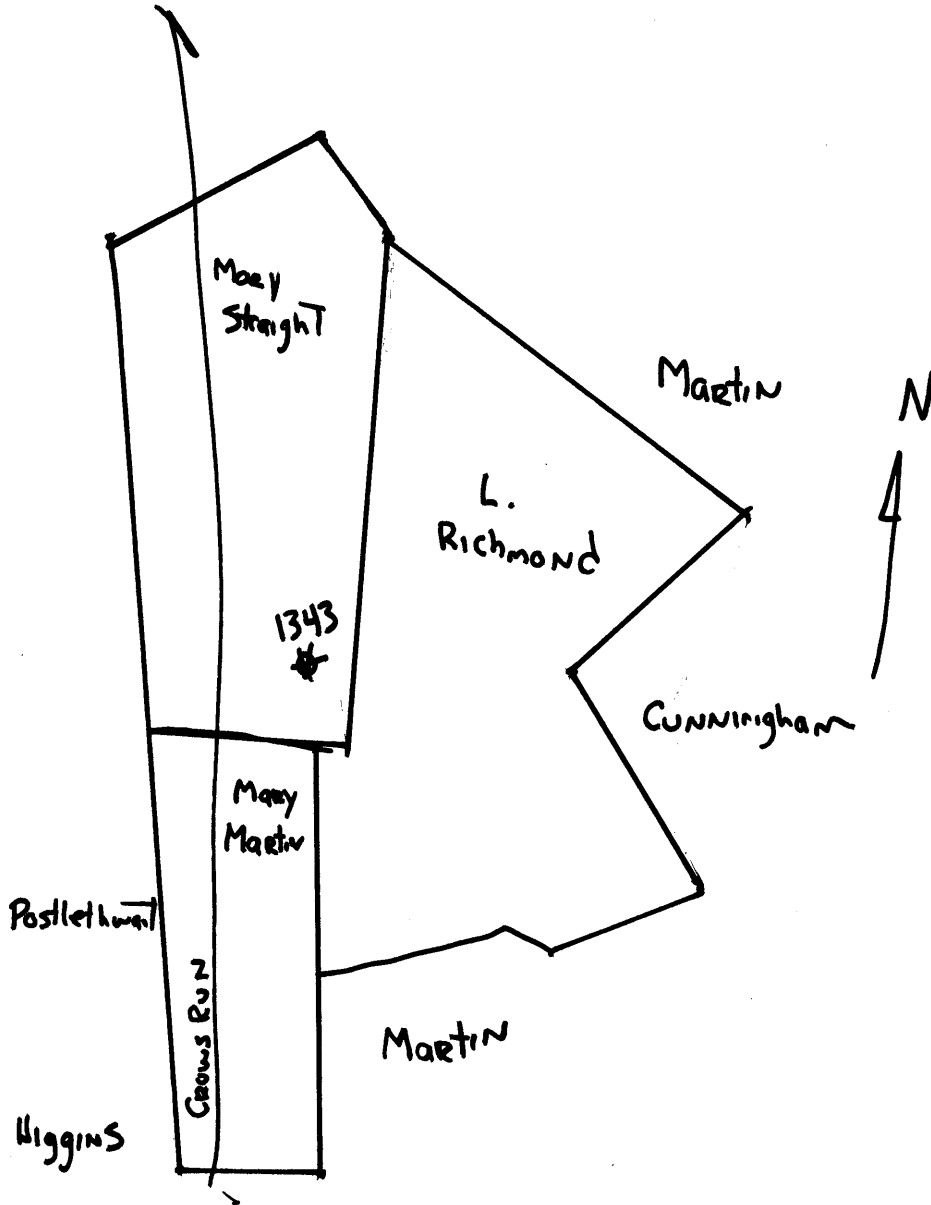 Mary
Straight
Martin
N
L.
Richmond
1343
Cunningham
Mary
Martin
Postlethwait
Crows Run
Martin
Higgins